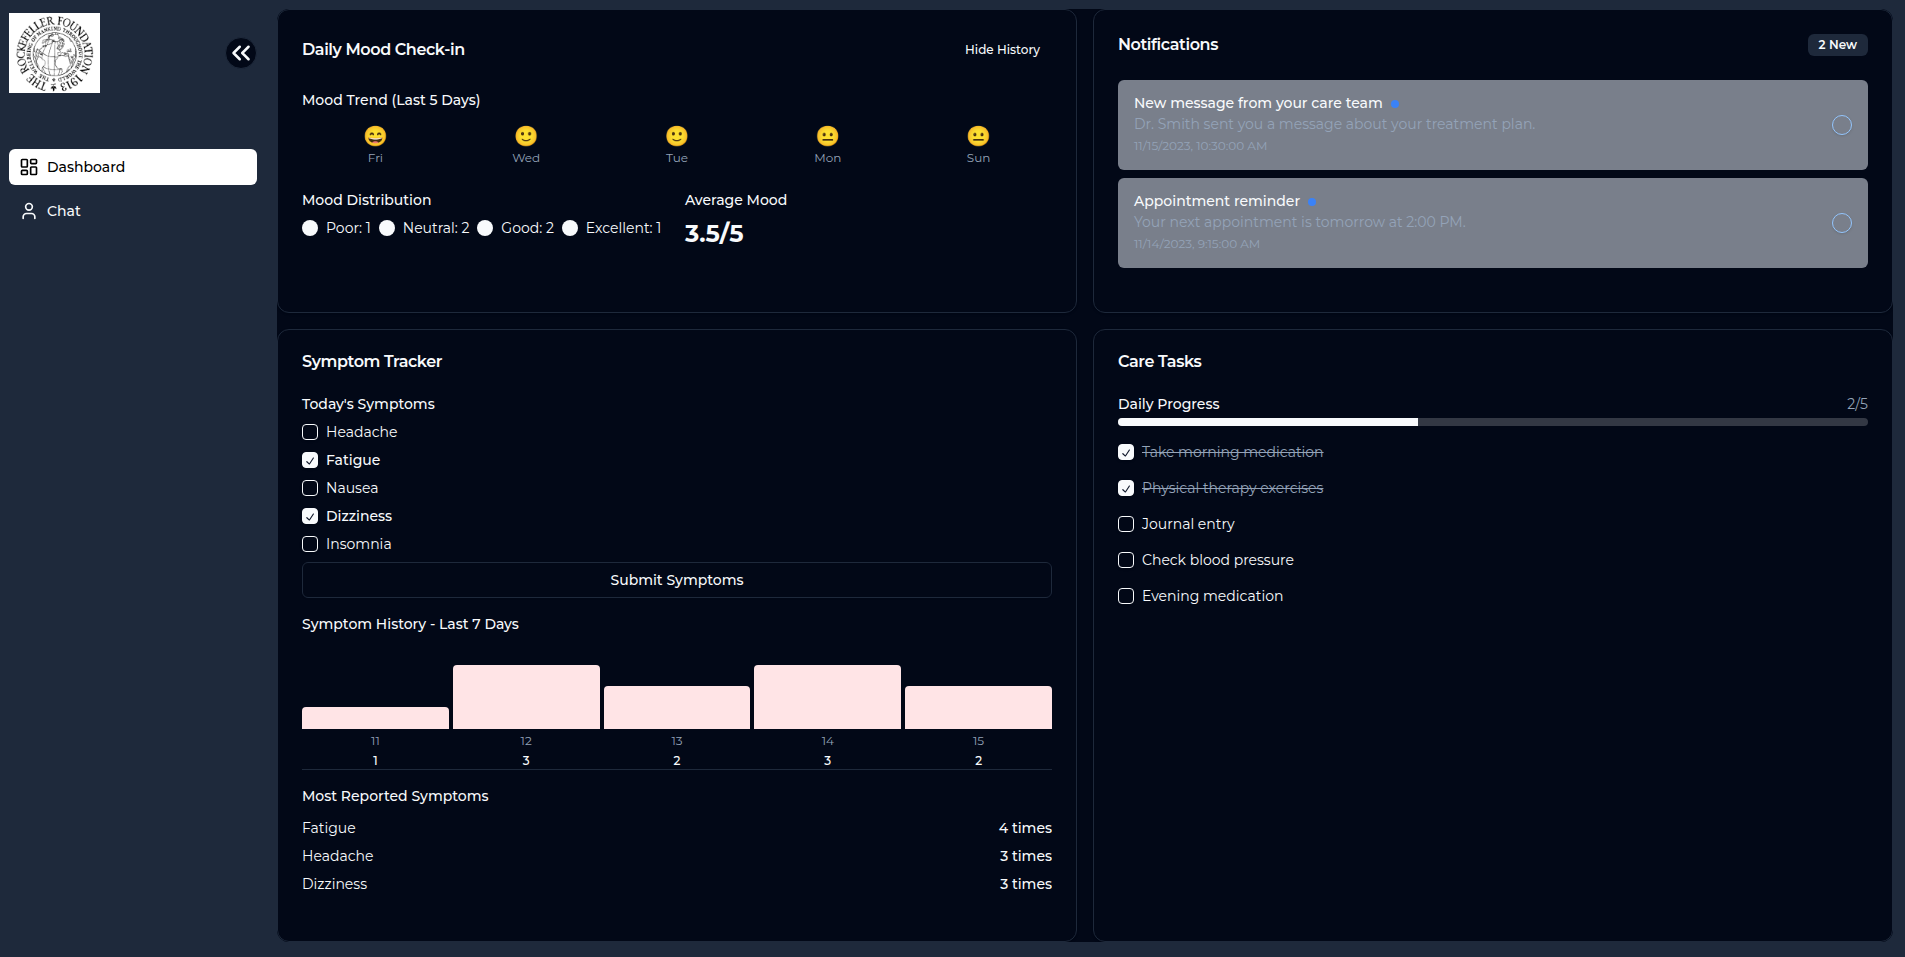 THE ROCKEFELLER FOUNDATION 1913
Dashboard
Chat
Daily Mood Check-in
Hide History
Mood Trend (Last 5 Days)
Fri Wed Tue Mon Sun
Mood Distribution
Poor: 1 Neutral: 2 Good: 2 Excellent: 1
Average Mood
3.5/5
Notifications
2 New
New message from your care team
Dr. Smith sent you a message about your treatment plan.
11/15/2023, 10:30:00 AM
Appointment reminder
Your next appointment is tomorrow at 2:00 PM.
11/14/2023, 9:15:00 AM
Symptom Tracker
Today's Symptoms
Headache
Fatigue
Nausea
Dizziness
Insomnia
Submit Symptoms
Symptom History - Last 7 Days
11 12 13 14 15
1 3 2 3 2
Most Reported Symptoms
Fatigue 4 times
Headache 3 times
Dizziness 3 times
Care Tasks
Daily Progress 2/5
Take morning medication
Physical therapy exercises
Journal entry
Check blood pressure
Evening medication